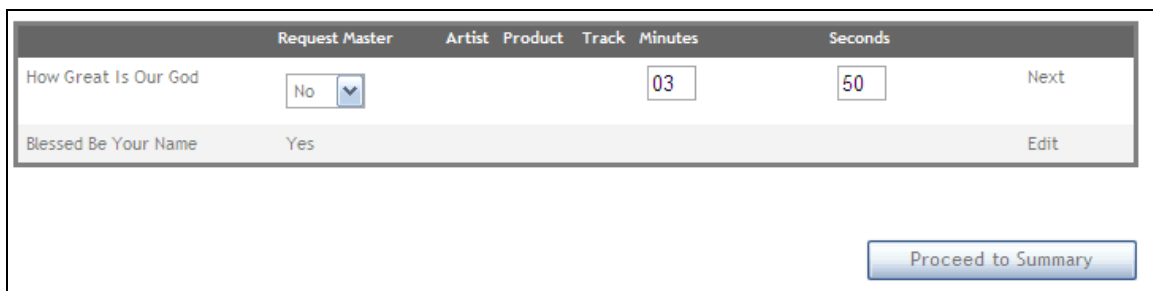 Request Master Artist Product Track Minutes Seconds
How Great Is Our God No 03 50 Next
Blessed Be Your Name Yes Edit
Proceed to Summary